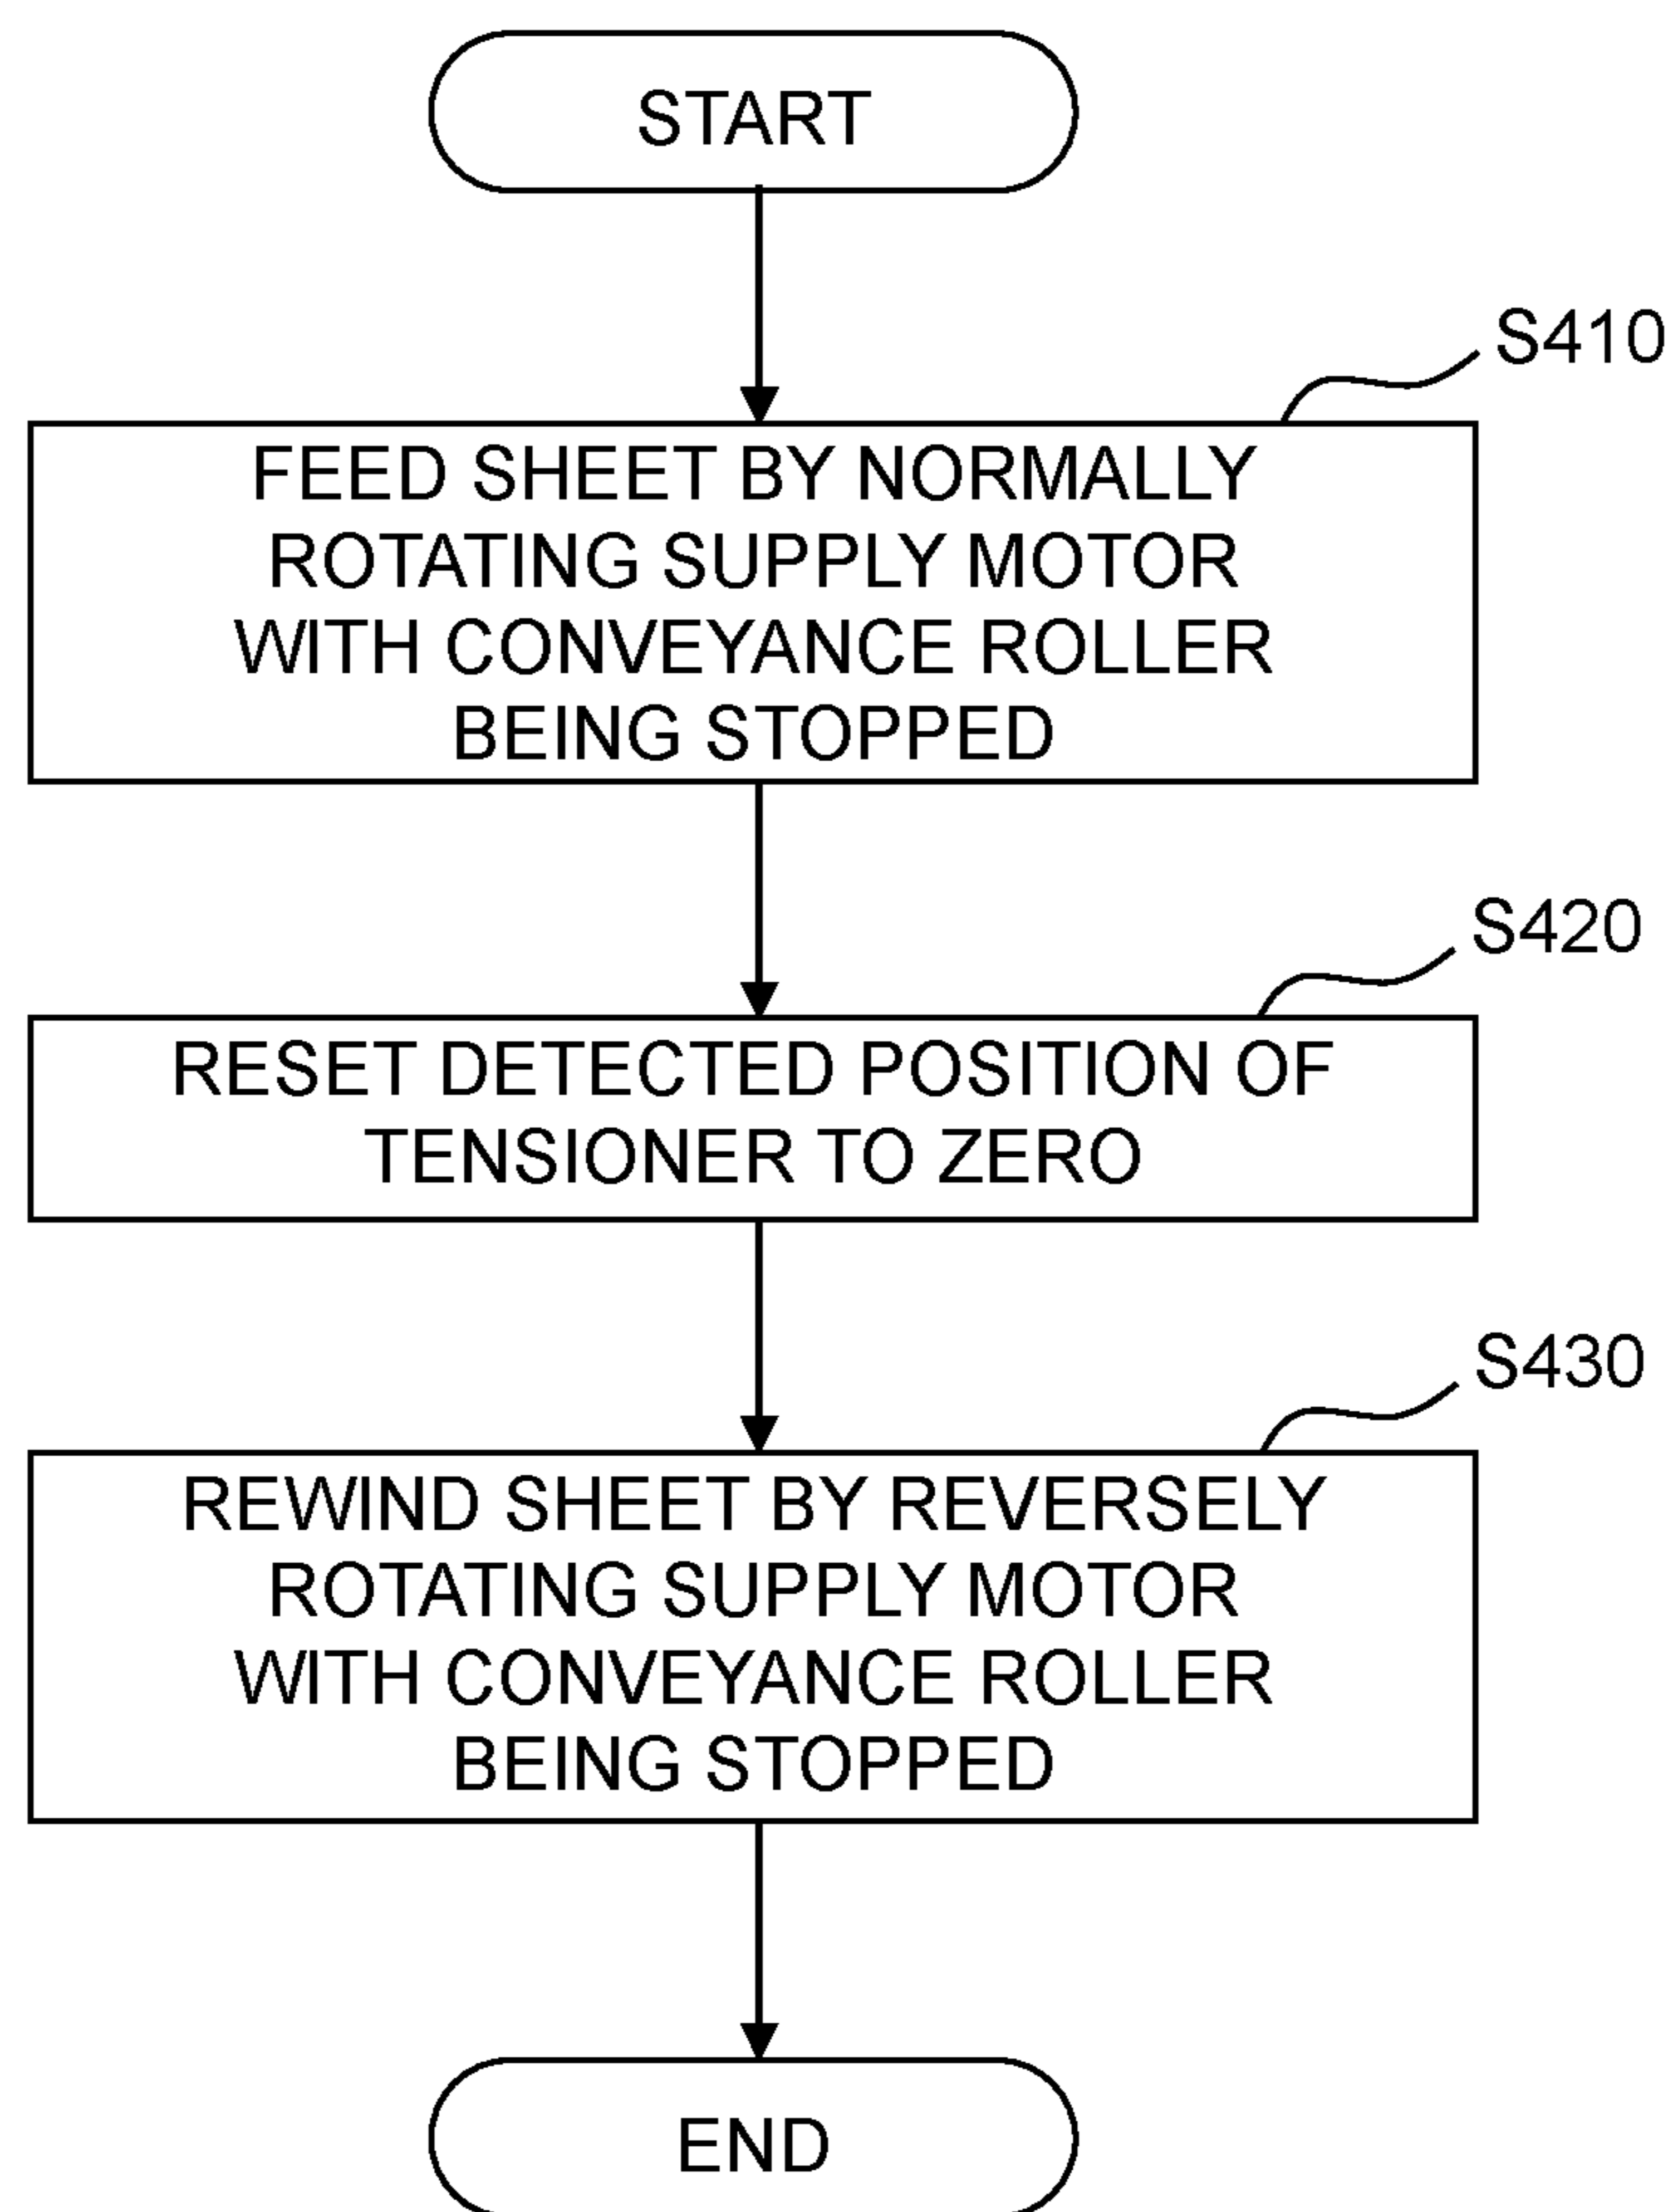 START
S410
FEED SHEET BY NORMALLY
ROTATING SUPPLY MOTOR
WITH CONVEYANCE ROLLER
BEING STOPPED
S420
RESET DETECTED POSITION OF
TENSIONER TO ZERO
S430
REWIND SHEET BY REVERSELY
ROTATING SUPPLY MOTOR
WITH CONVEYANCE ROLLER
BEING STOPPED
END